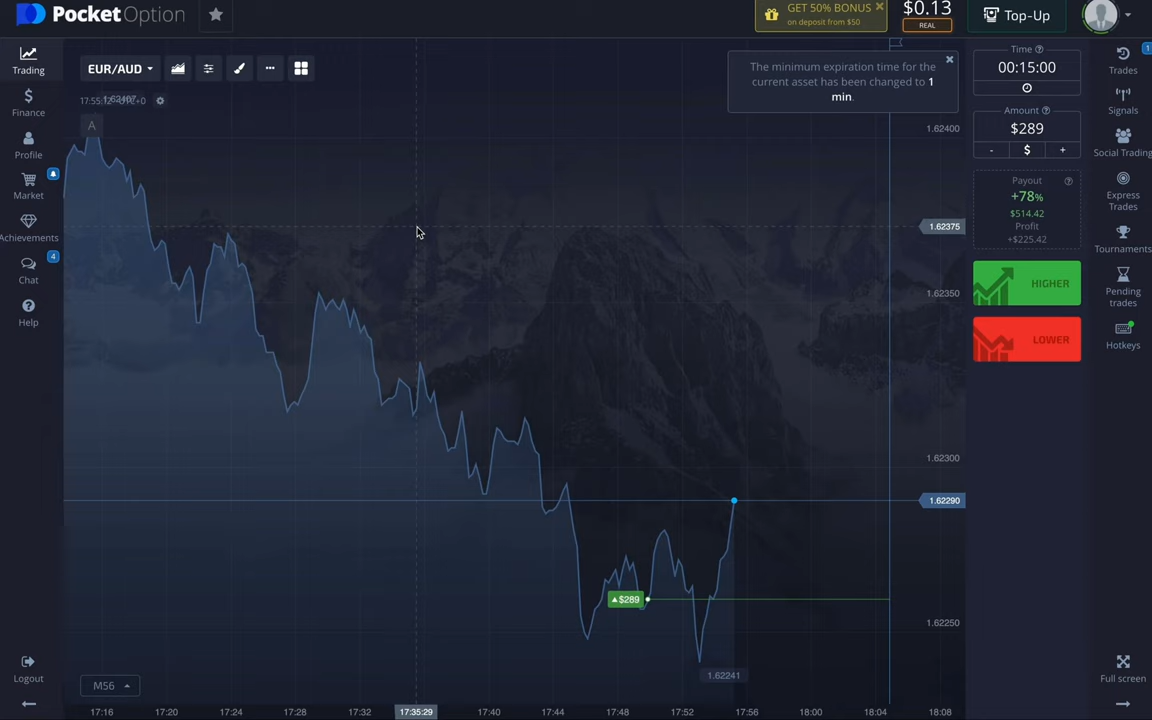 PocketOption
GET 50% BONUS
on deposit from $50
$0.13
REAL
Top-Up
Trading
Finance
Profile
Market
Achievements
Chat
4
Help
Logout
EUR/AUD
A
The minimum expiration time for the
current asset has been changed to 1
min.
1.62400
1.62375
1.62350
1.62300
1.62290
1.62250
1.62241
$289
M56
17:16
17:20
17:24
17:28
17:32
17:35:29
17:40
17:44
17:48
17:52
17:56
18:00
18:04
18:08
Time
00:15:00
Amount
$289
-
$
+
Payout
+78%
$514.42
Profit
+$225.42
HIGHER
LOWER
1
Trades
Signals
Social Trading
Express
Trades
Tournaments
Pending
trades
Hotkeys
Full screen